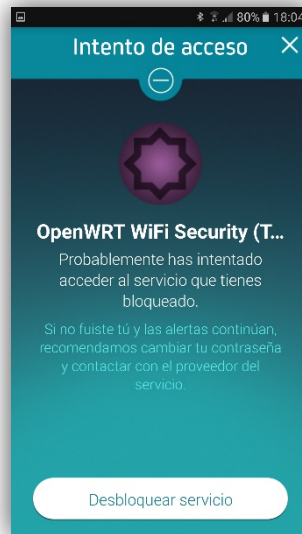 80% 18:04
Intento de acceso
OpenWRT WiFi Security (T...
Probablemente has intentado
acceder al servicio que tienes
bloqueado.
Si no fuiste tú y las alertas continúan,
recomendamos cambiar tu contraseña
y contactar con el proveedor del
servicio.
Desbloquear servicio